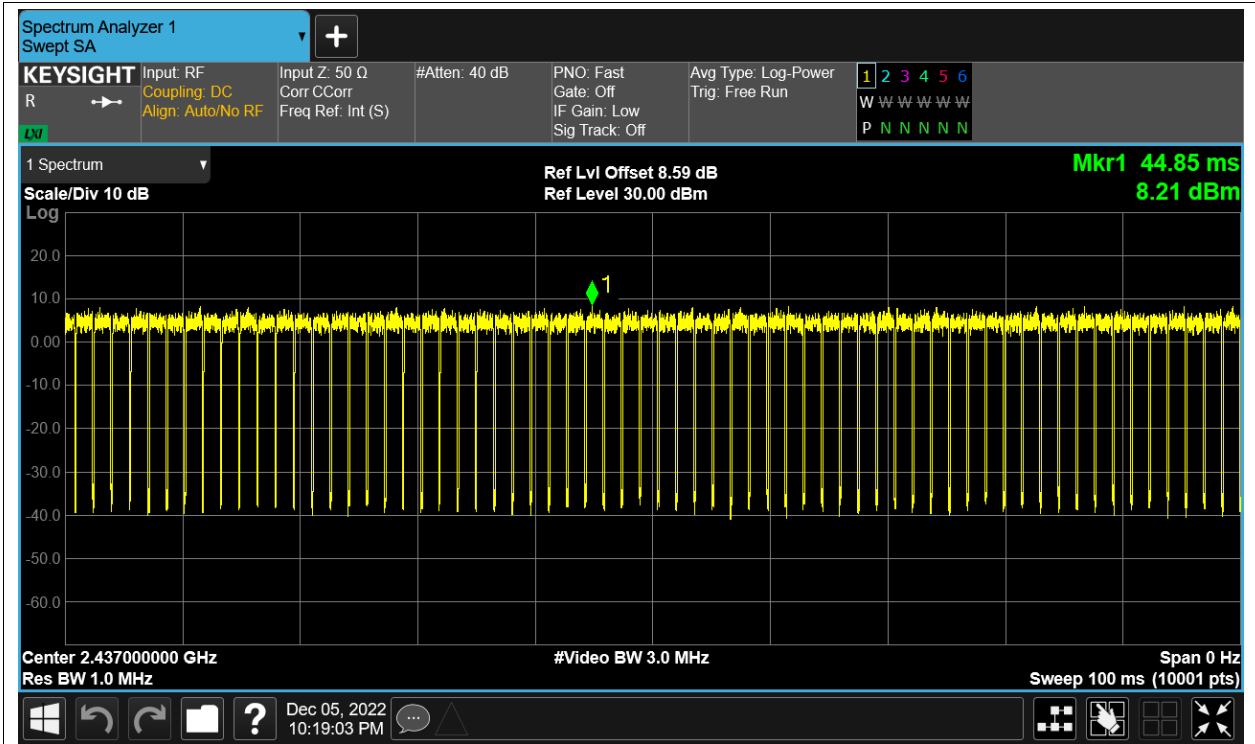 Spectrum Analyzer 1
Swept SA
+
KEYSIGHT
R
LXI
Input: RF
Coupling: DC
Align: Auto/No RF
Input Z: 50 Ω
Corr CCorr
Freq Ref: Int (S)
#Atten: 40 dB
PNO: Fast
Gate: Off
IF Gain: Low
Sig Track: Off
Avg Type: Log-Power
Trig: Free Run
1 2 3 4 5 6
W W W W W W
P N N N N N
1 Spectrum
Scale/Div 10 dB
Log
Ref Lvl Offset 8.59 dB
Ref Level 30.00 dBm
Mkr1 44.85 ms
8.21 dBm
20.0
10.0
0.00
-10.0
-20.0
-30.0
-40.0
-50.0
-60.0
1
Center 2.437000000 GHz
Res BW 1.0 MHz
#Video BW 3.0 MHz
Span 0 Hz
Sweep 100 ms (10001 pts)
?
Dec 05, 2022
10:19:03 PM